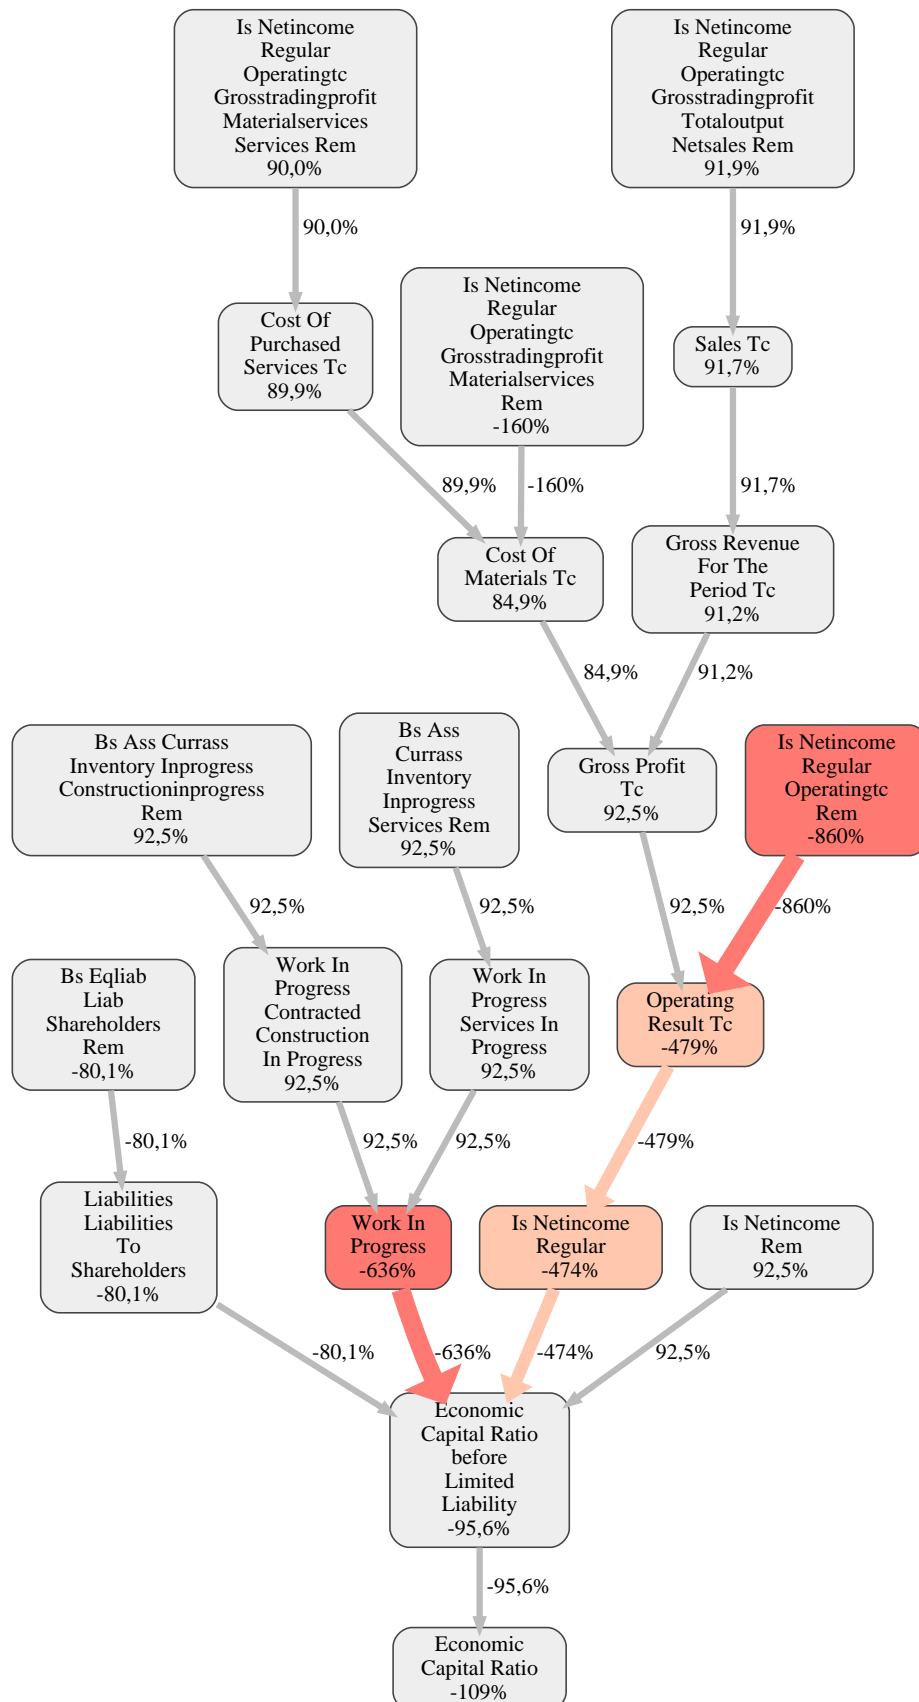 Is Netincome
Regular
Operatingtc
Grosstradingprofit
Materialservices
Services Rem
90,0%
Is Netincome
Regular
Operatingtc
Grosstradingprofit
Totaloutput
Netsales Rem
91,9%
90,0%
91,9%
Cost Of
Purchased
Services Tc
89,9%
Is Netincome
Regular
Operatingtc
Grosstradingprofit
Materialservices
Rem
-160%
Sales Tc
91,7%
89,9%
-160%
91,7%
Cost Of
Materials Tc
84,9%
Gross Revenue
For The
Period Tc
91,2%
84,9%
91,2%
Bs Ass Currass
Inventory Inprogress
Constructioninprogress
Rem
92,5%
Bs Ass
Currass
Inventory
Inprogress
Services Rem
92,5%
Gross Profit
Tc
92,5%
Is Netincome
Regular
Operatingtc
Rem
-860%
92,5%
92,5%
92,5%
-860%
Bs Eqliab
Liab
Shareholders
Rem
-80,1%
Work In
Progress
Contracted
Construction
In Progress
92,5%
Work In
Progress
Services In
Progress
92,5%
Operating
Result Tc
-479%
-80,1%
92,5%
92,5%
-479%
Liabilities
Liabilities
To
Shareholders
-80,1%
Work In
Progress
-636%
Is Netincome
Regular
-474%
Is Netincome
Rem
92,5%
-80,1%
-636%
-474%
92,5%
Economic
Capital Ratio
before
Limited
Liability
-95,6%
-95,6%
Economic
Capital Ratio
-109%